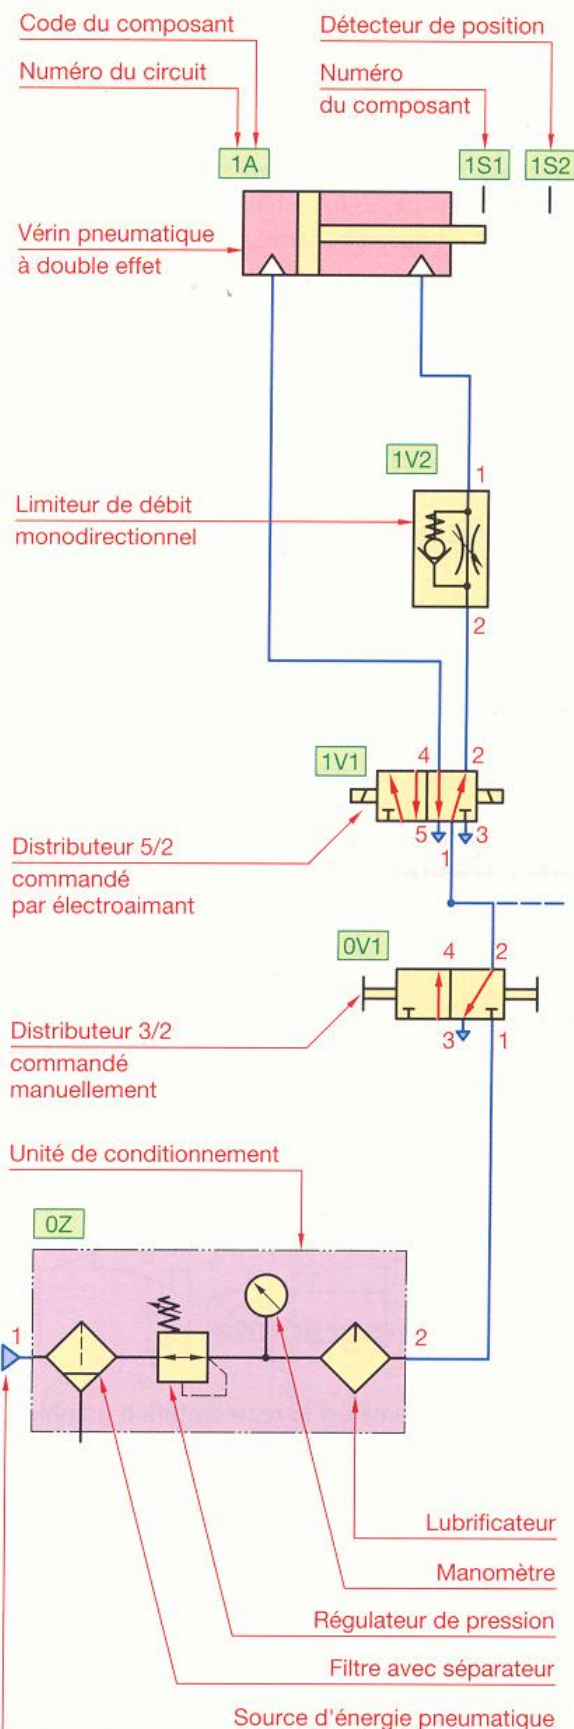 Code du composant
Détecteur de position
Numéro du circuit
Numéro
du composant
1A
1S1
1S2
Vérin pneumatique
à double effet
1V2
1
Limiteur de débit
monodirectionnel
2
1V1
4
2
5
3
1
Distributeur 5/2
commandé
par électroaimant
0V1
4
2
3
1
Distributeur 3/2
commandé
manuellement
Unité de conditionnement
0Z
1
2
Lubrificateur
Manomètre
Régulateur de pression
Filtre avec séparateur
Source d'énergie pneumatique